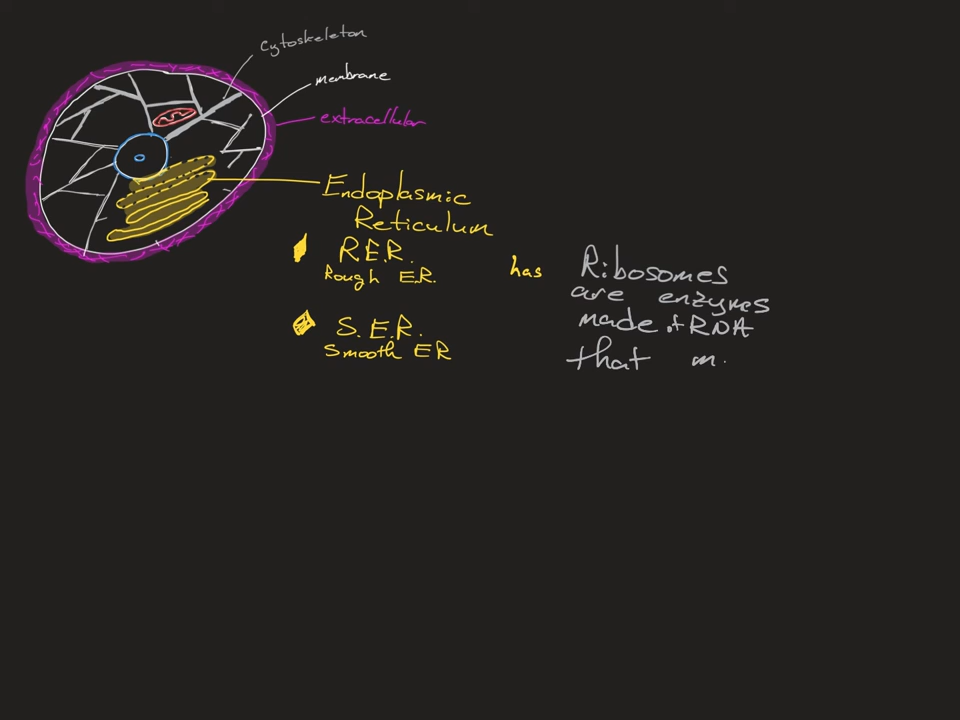 cytoskeleton
membrane
extracellular
Endoplasmic
Reticulum
R.E.R.
Rough E.R.
has
Ribosomes
are enzymes
made of RNA
that m
S.E.R.
Smooth ER